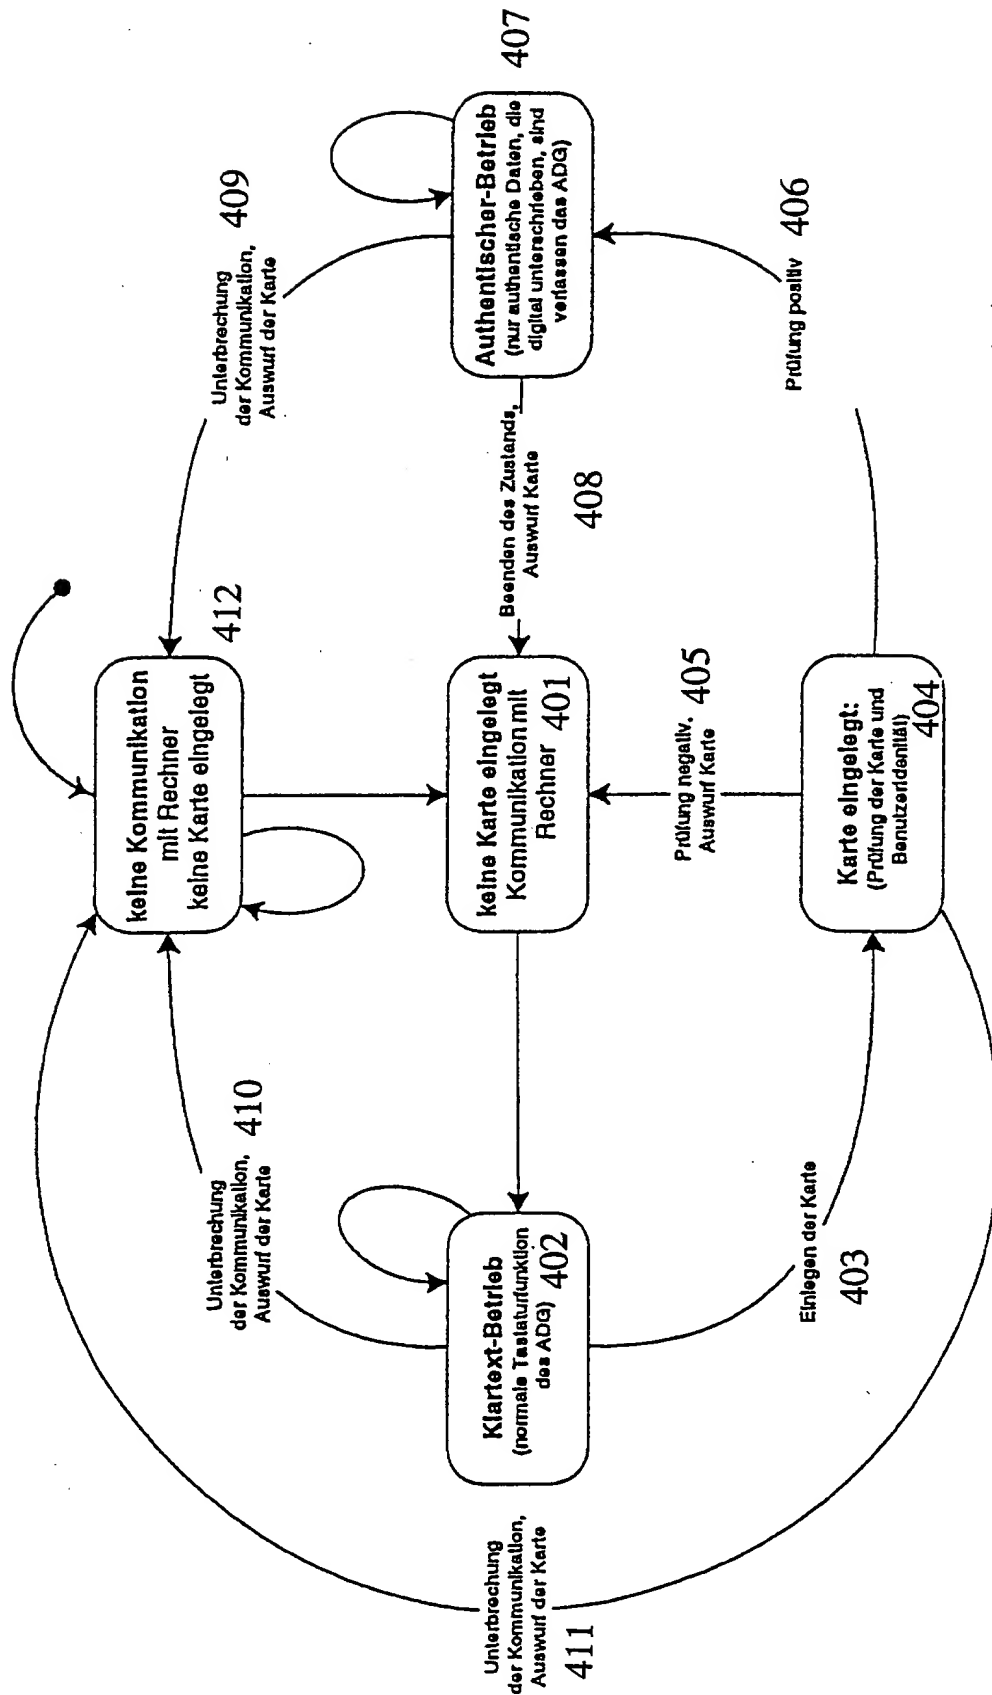 Unterbrechung
der Kommunikation,
Auswurf der Karte
411
Unterbrechung
der Kommunikation,
Auswurf der Karte
410
keine Kommunikation
mit Rechner
keine Karte eingelegt
412
Unterbrechung
der Kommunikation,
Auswurf der Karte
409
Klartext-Betrieb
(normale Tastaturfunktion
des ADG)
402
keine Karte eingelegt
Kommunikation mit
Rechner
401
Beenden des Zustands,
Auswurf Karte
408
Authentischer-Betrieb
(nur authentische Daten, die
digital unterschrieben, sind
verlassen das ADG)
407
Einlegen der Karte
403
Prüfung negativ.
Auswurf Karte
405
Karte eingelegt:
(Prüfung der Karte und
Benutzeridenität)
404
Prüfung positiv
406